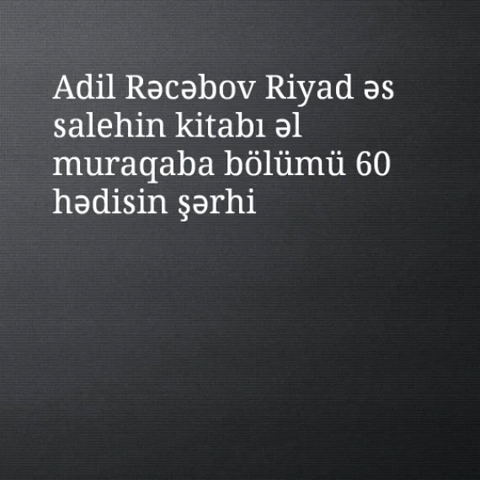 Adil Rəcəbov Riyad əs
salehin kitabı əl
muraqaba bölümü 60
hədisin şərhi